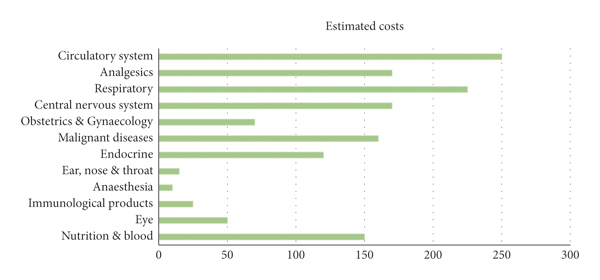 Estimated costs
Circulatory system
Analgesics
Respiratory
Central nervous system
Obstetrics & Gynaecology
Malignant diseases
Endocrine
Ear, nose & throat
Anaesthesia
Immunological products
Eye
Nutrition & blood
0 50 100 150 200 250 300